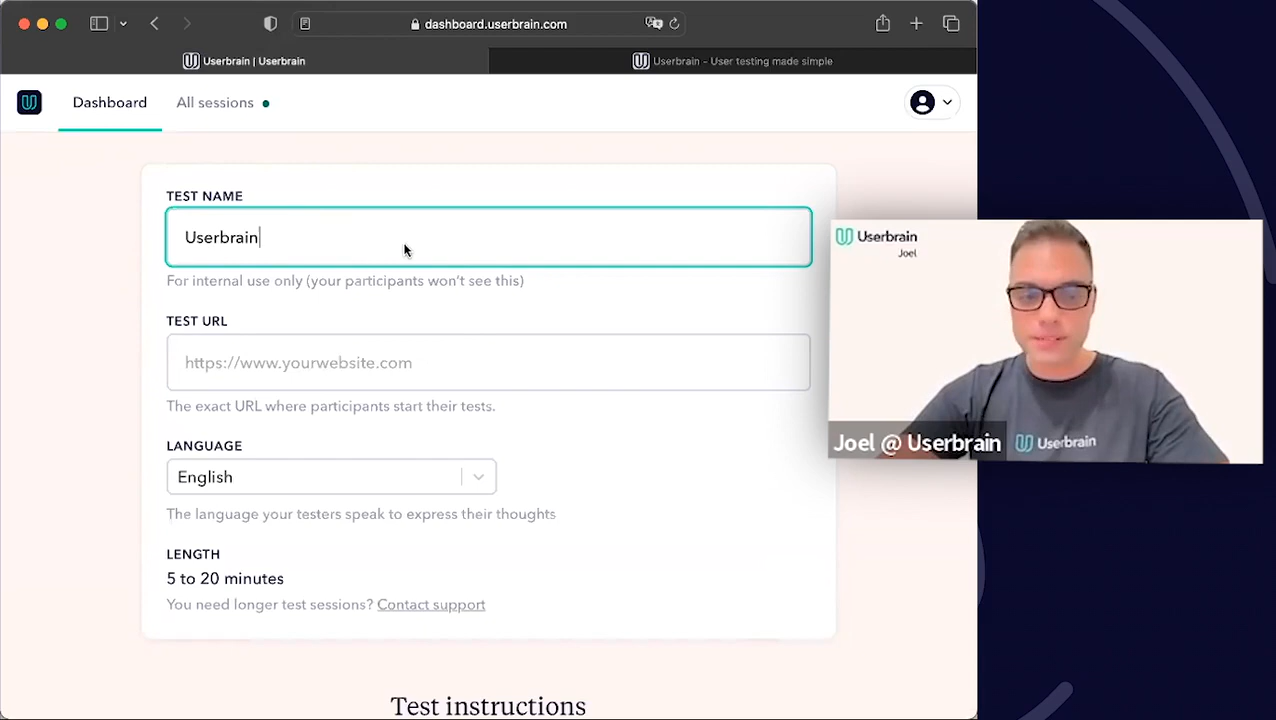 dashboard.userbrain.com
Userbrain | Userbrain
Userbrain – User testing made simple
Dashboard
All sessions
TEST NAME
Userbrain
For internal use only (your participants won't see this)
TEST URL
https://www.yourwebsite.com
The exact URL where participants start their tests.
LANGUAGE
English
The language your testers speak to express their thoughts
LENGTH
5 to 20 minutes
You need longer test sessions? Contact support
Test instructions
Userbrain
Joel
Joel @ Userbrain
Userbrain